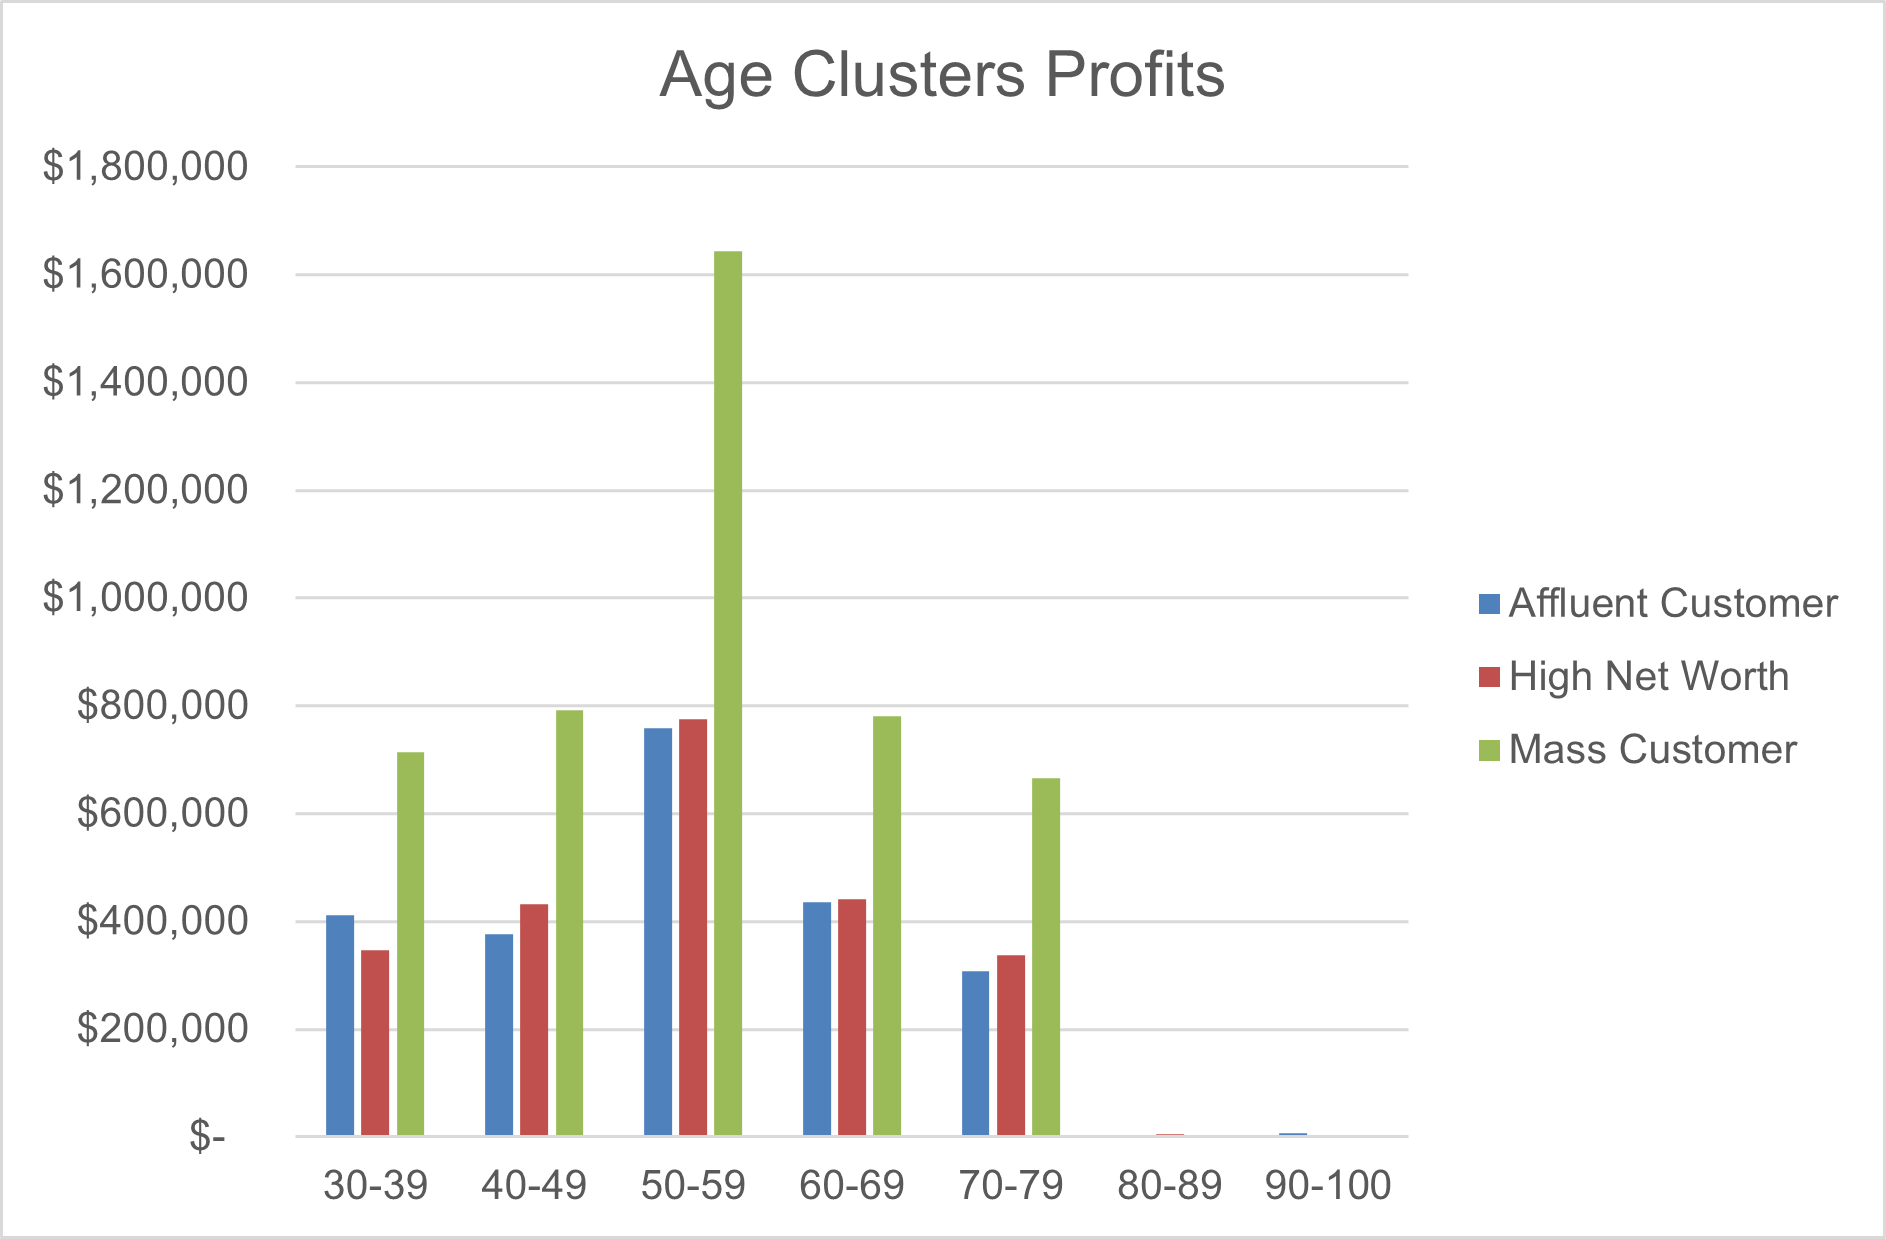 Age Clusters Profits
$1,800,000
$1,600,000
$1,400,000
$1,200,000
$1,000,000
$800,000
$600,000
$400,000
$200,000
$-
30-39 40-49 50-59 60-69 70-79 80-89 90-100
Affluent Customer
High Net Worth
Mass Customer